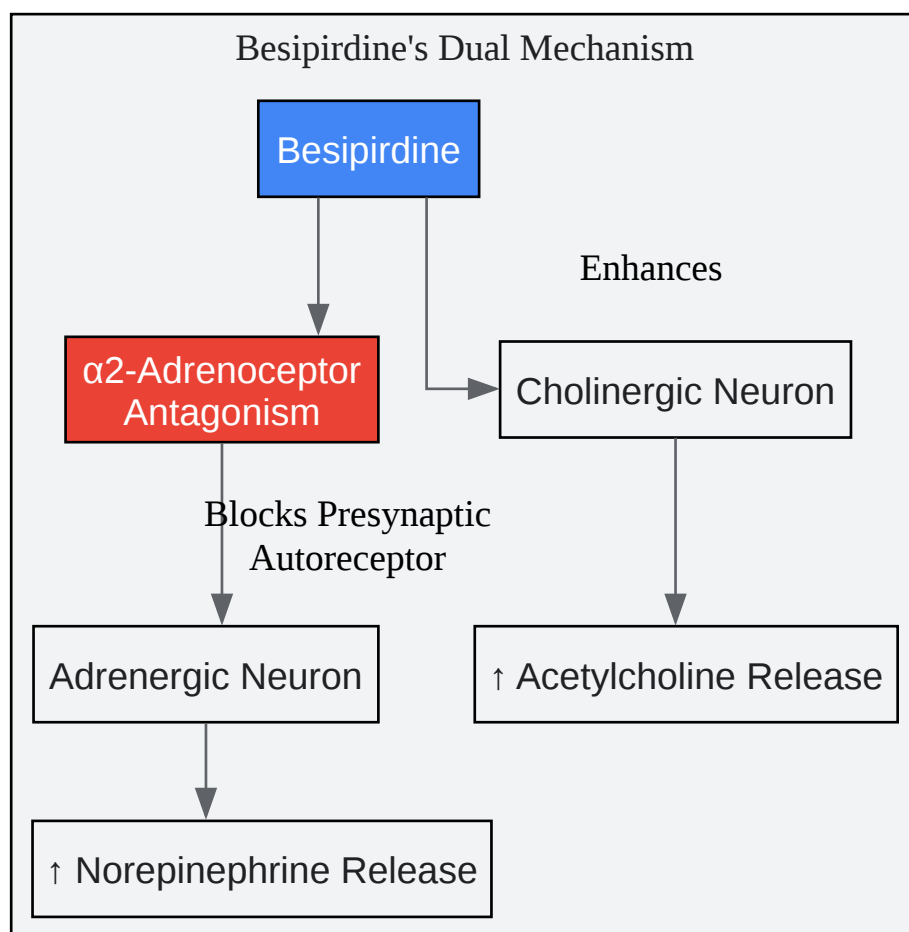 Besipirdine's Dual Mechanism
Besipirdine
Enhances
α2-Adrenoceptor
Antagonism
Cholinergic Neuron
Blocks Presynaptic
Autoreceptor
Adrenergic Neuron
↑ Acetylcholine Release
↑ Norepinephrine Release